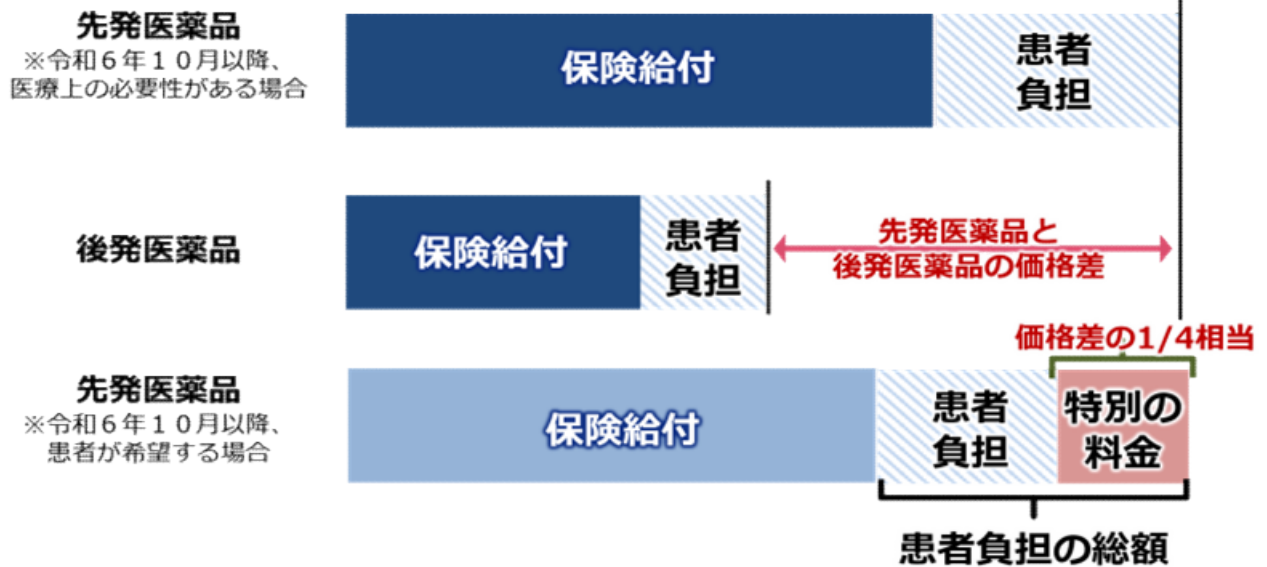 先発医薬品
※令和６年１０月以降、
医療上の必要性がある場合
保険給付
患者
負担
後発医薬品
保険給付
患者
負担
先発医薬品と
後発医薬品の価格差
価格差の1/4相当
先発医薬品
※令和６年１０月以降、
患者が希望する場合
保険給付
患者
負担
特別の
料金
患者負担の総額